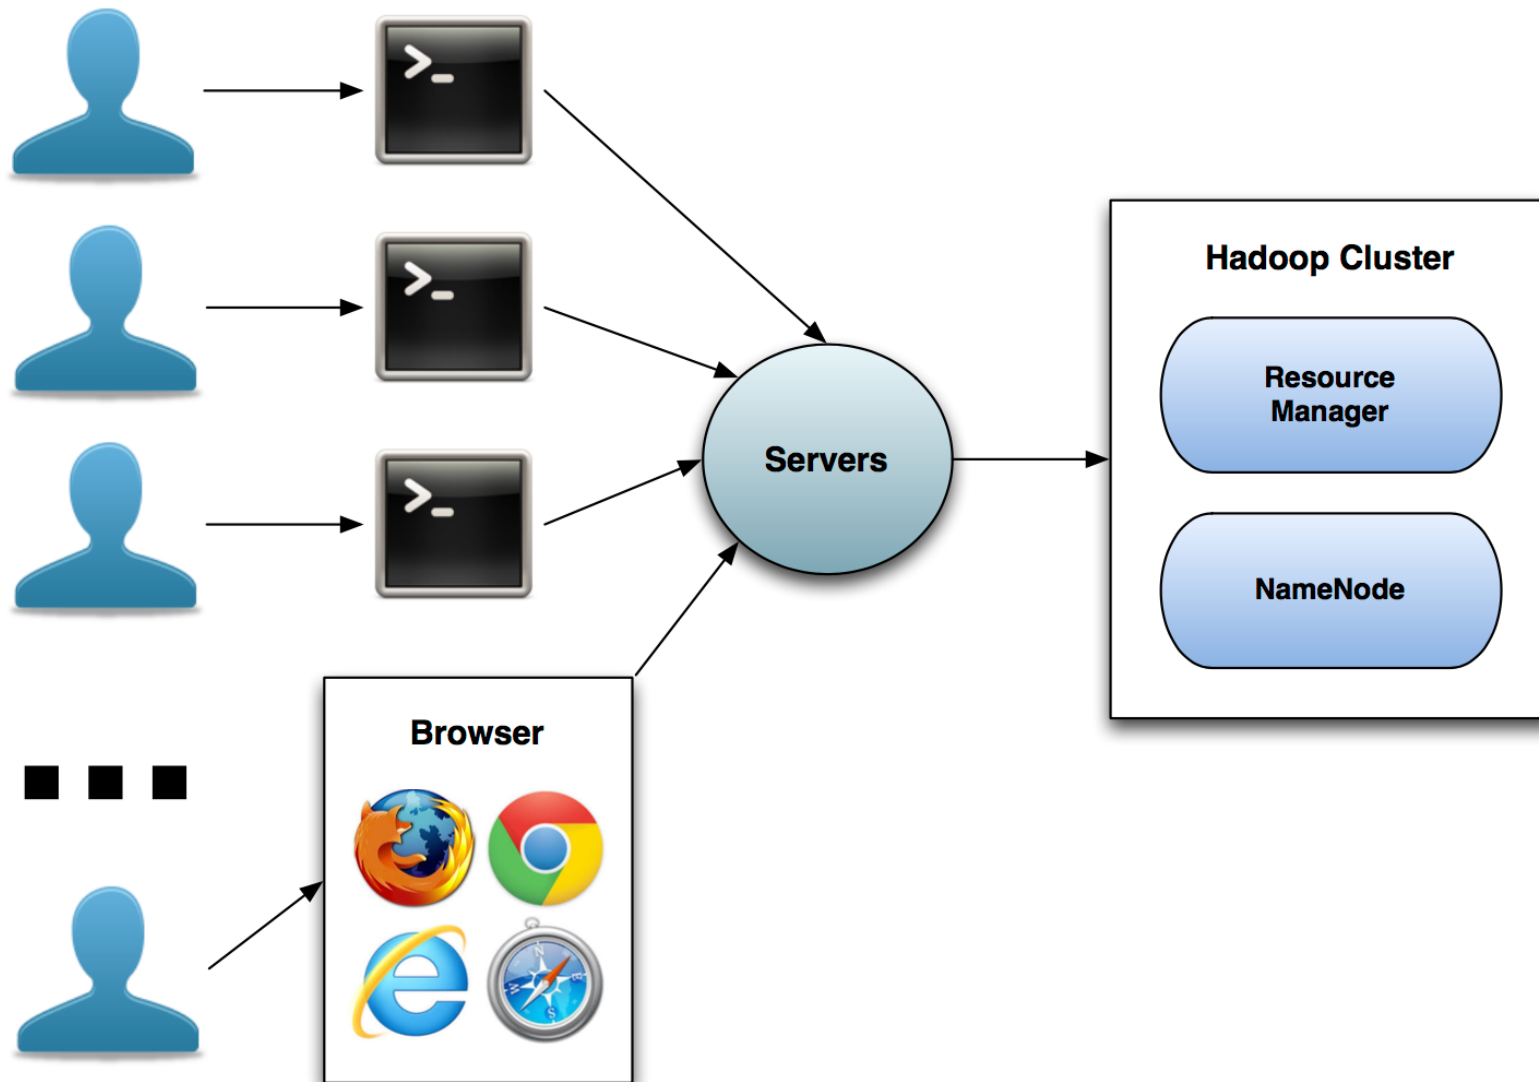 >_
>_
>_
Hadoop Cluster
Resource
Manager
Servers
NameNode
Browser
N
E
S
W